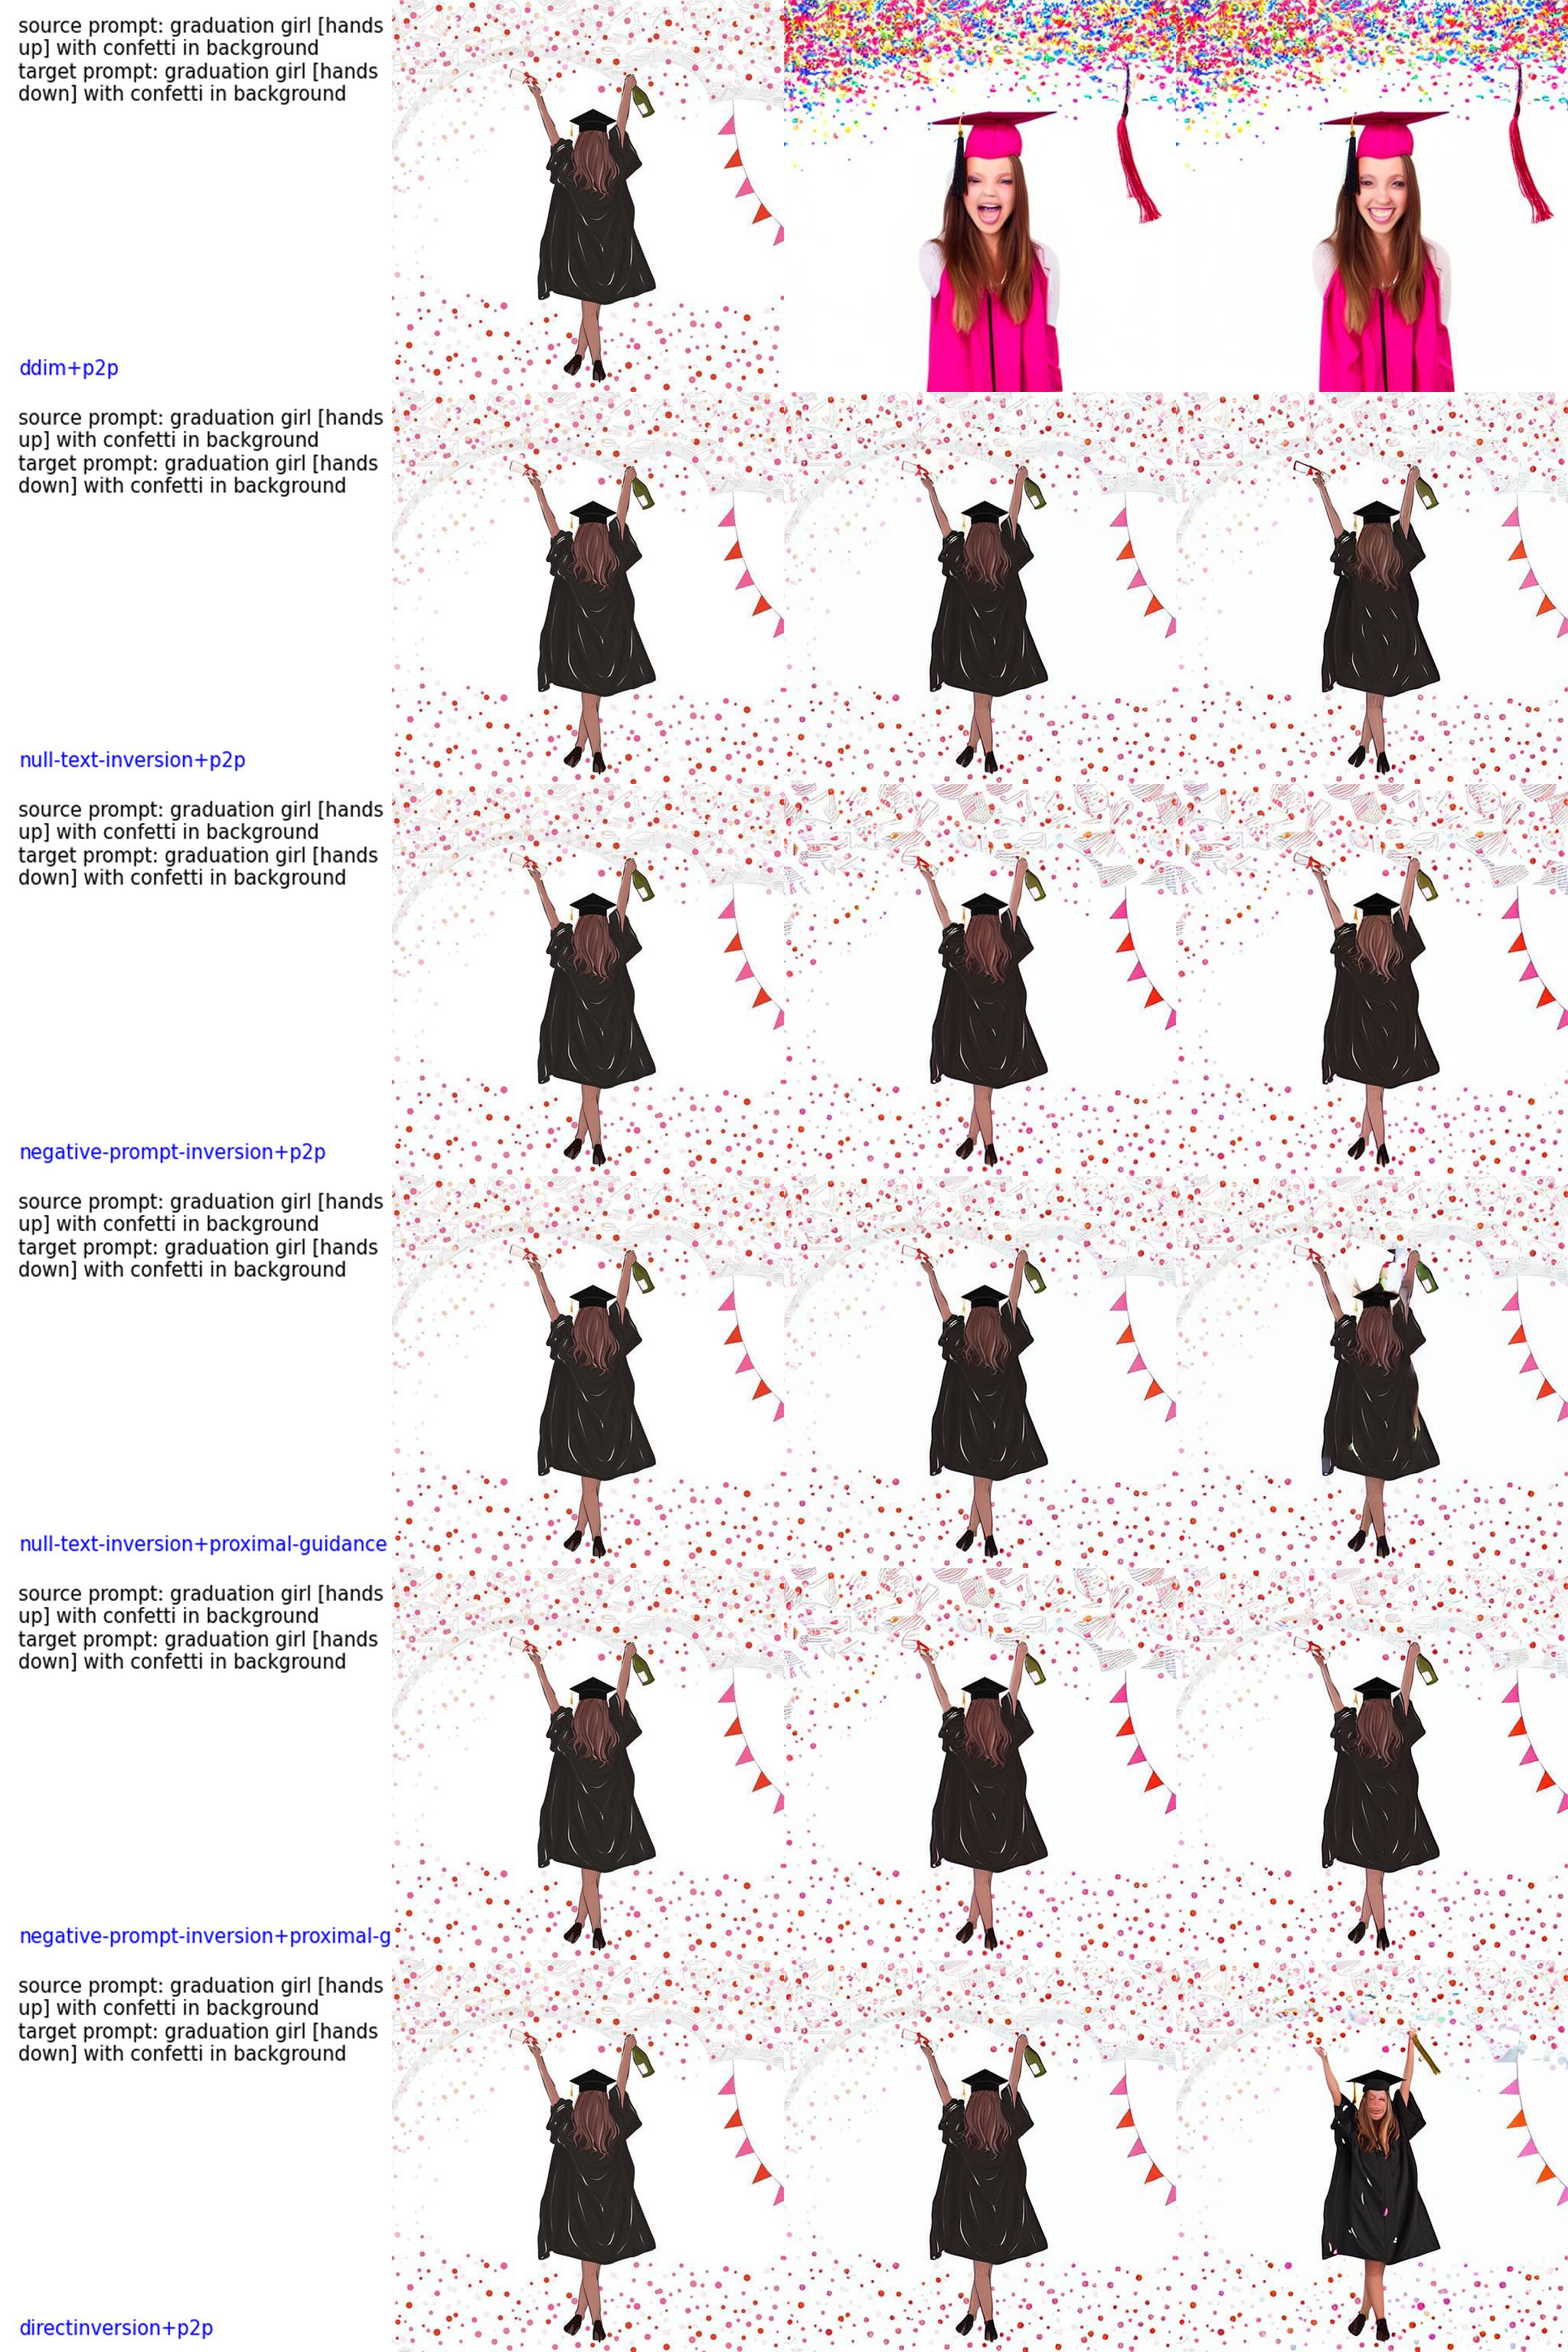 source prompt: graduation girl [hands
up] with confetti in background
target prompt: graduation girl [hands
down] with confetti in background
ddim+p2p
source prompt: graduation girl [hands
up] with confetti in background
target prompt: graduation girl [hands
down] with confetti in background
null-text-inversion+p2p
source prompt: graduation girl [hands
up] with confetti in background
target prompt: graduation girl [hands
down] with confetti in background
negative-prompt-inversion+p2p
source prompt: graduation girl [hands
up] with confetti in background
target prompt: graduation girl [hands
down] with confetti in background
null-text-inversion+proximal-guidance
source prompt: graduation girl [hands
up] with confetti in background
target prompt: graduation girl [hands
down] with confetti in background
negative-prompt-inversion+proximal-g
source prompt: graduation girl [hands
up] with confetti in background
target prompt: graduation girl [hands
down] with confetti in background
directinversion+p2p